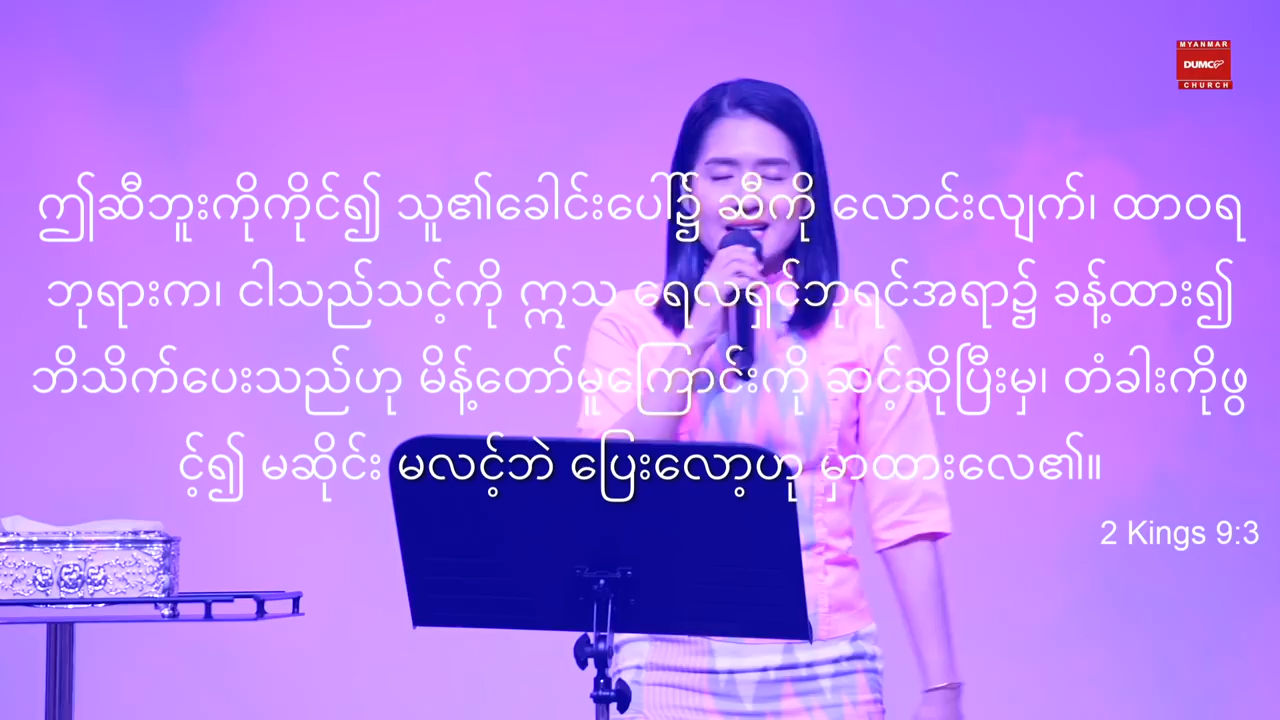 MYANMAR
DUMC
CHURCH
ဤဆီဘူးကိုကိုင်၍ သူ၏ခေါင်းပေါ်၌ ဆီကို လောင်းလျက်၊ ထာဝရ
ဘုရားက၊ ငါသည်သင့်ကို ဣသ ရေလရှင်ဘုရင်အရာ၌ ခန့်ထား၍
ဘိသိက်ပေးသည်ဟု မိန့်တော်မူကြောင်းကို ဆင့်ဆိုပြီးမှ၊ တံခါးကိုဖွ
င့်၍ မဆိုင်း မလင့်ဘဲ ပြေးလော့ဟု မှာထားလေ၏။
2 Kings 9:3